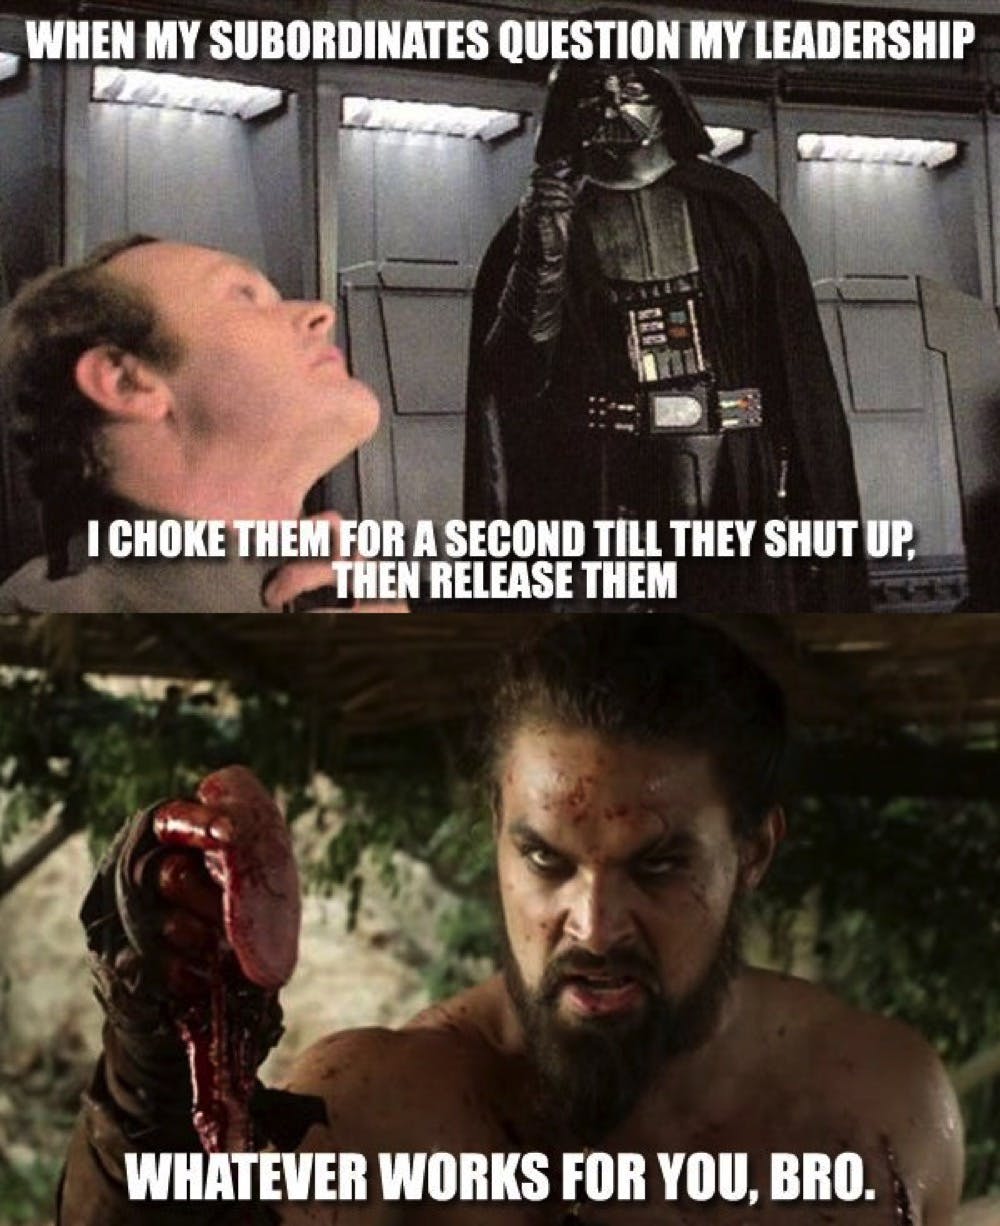 WHEN MY SUBORDINATES QUESTION MY LEADERSHIP
I CHOKE THEM FOR A SECOND TILL THEY SHUT UP,
THEN RELEASE THEM
WHATEVER WORKS FOR YOU, BRO.